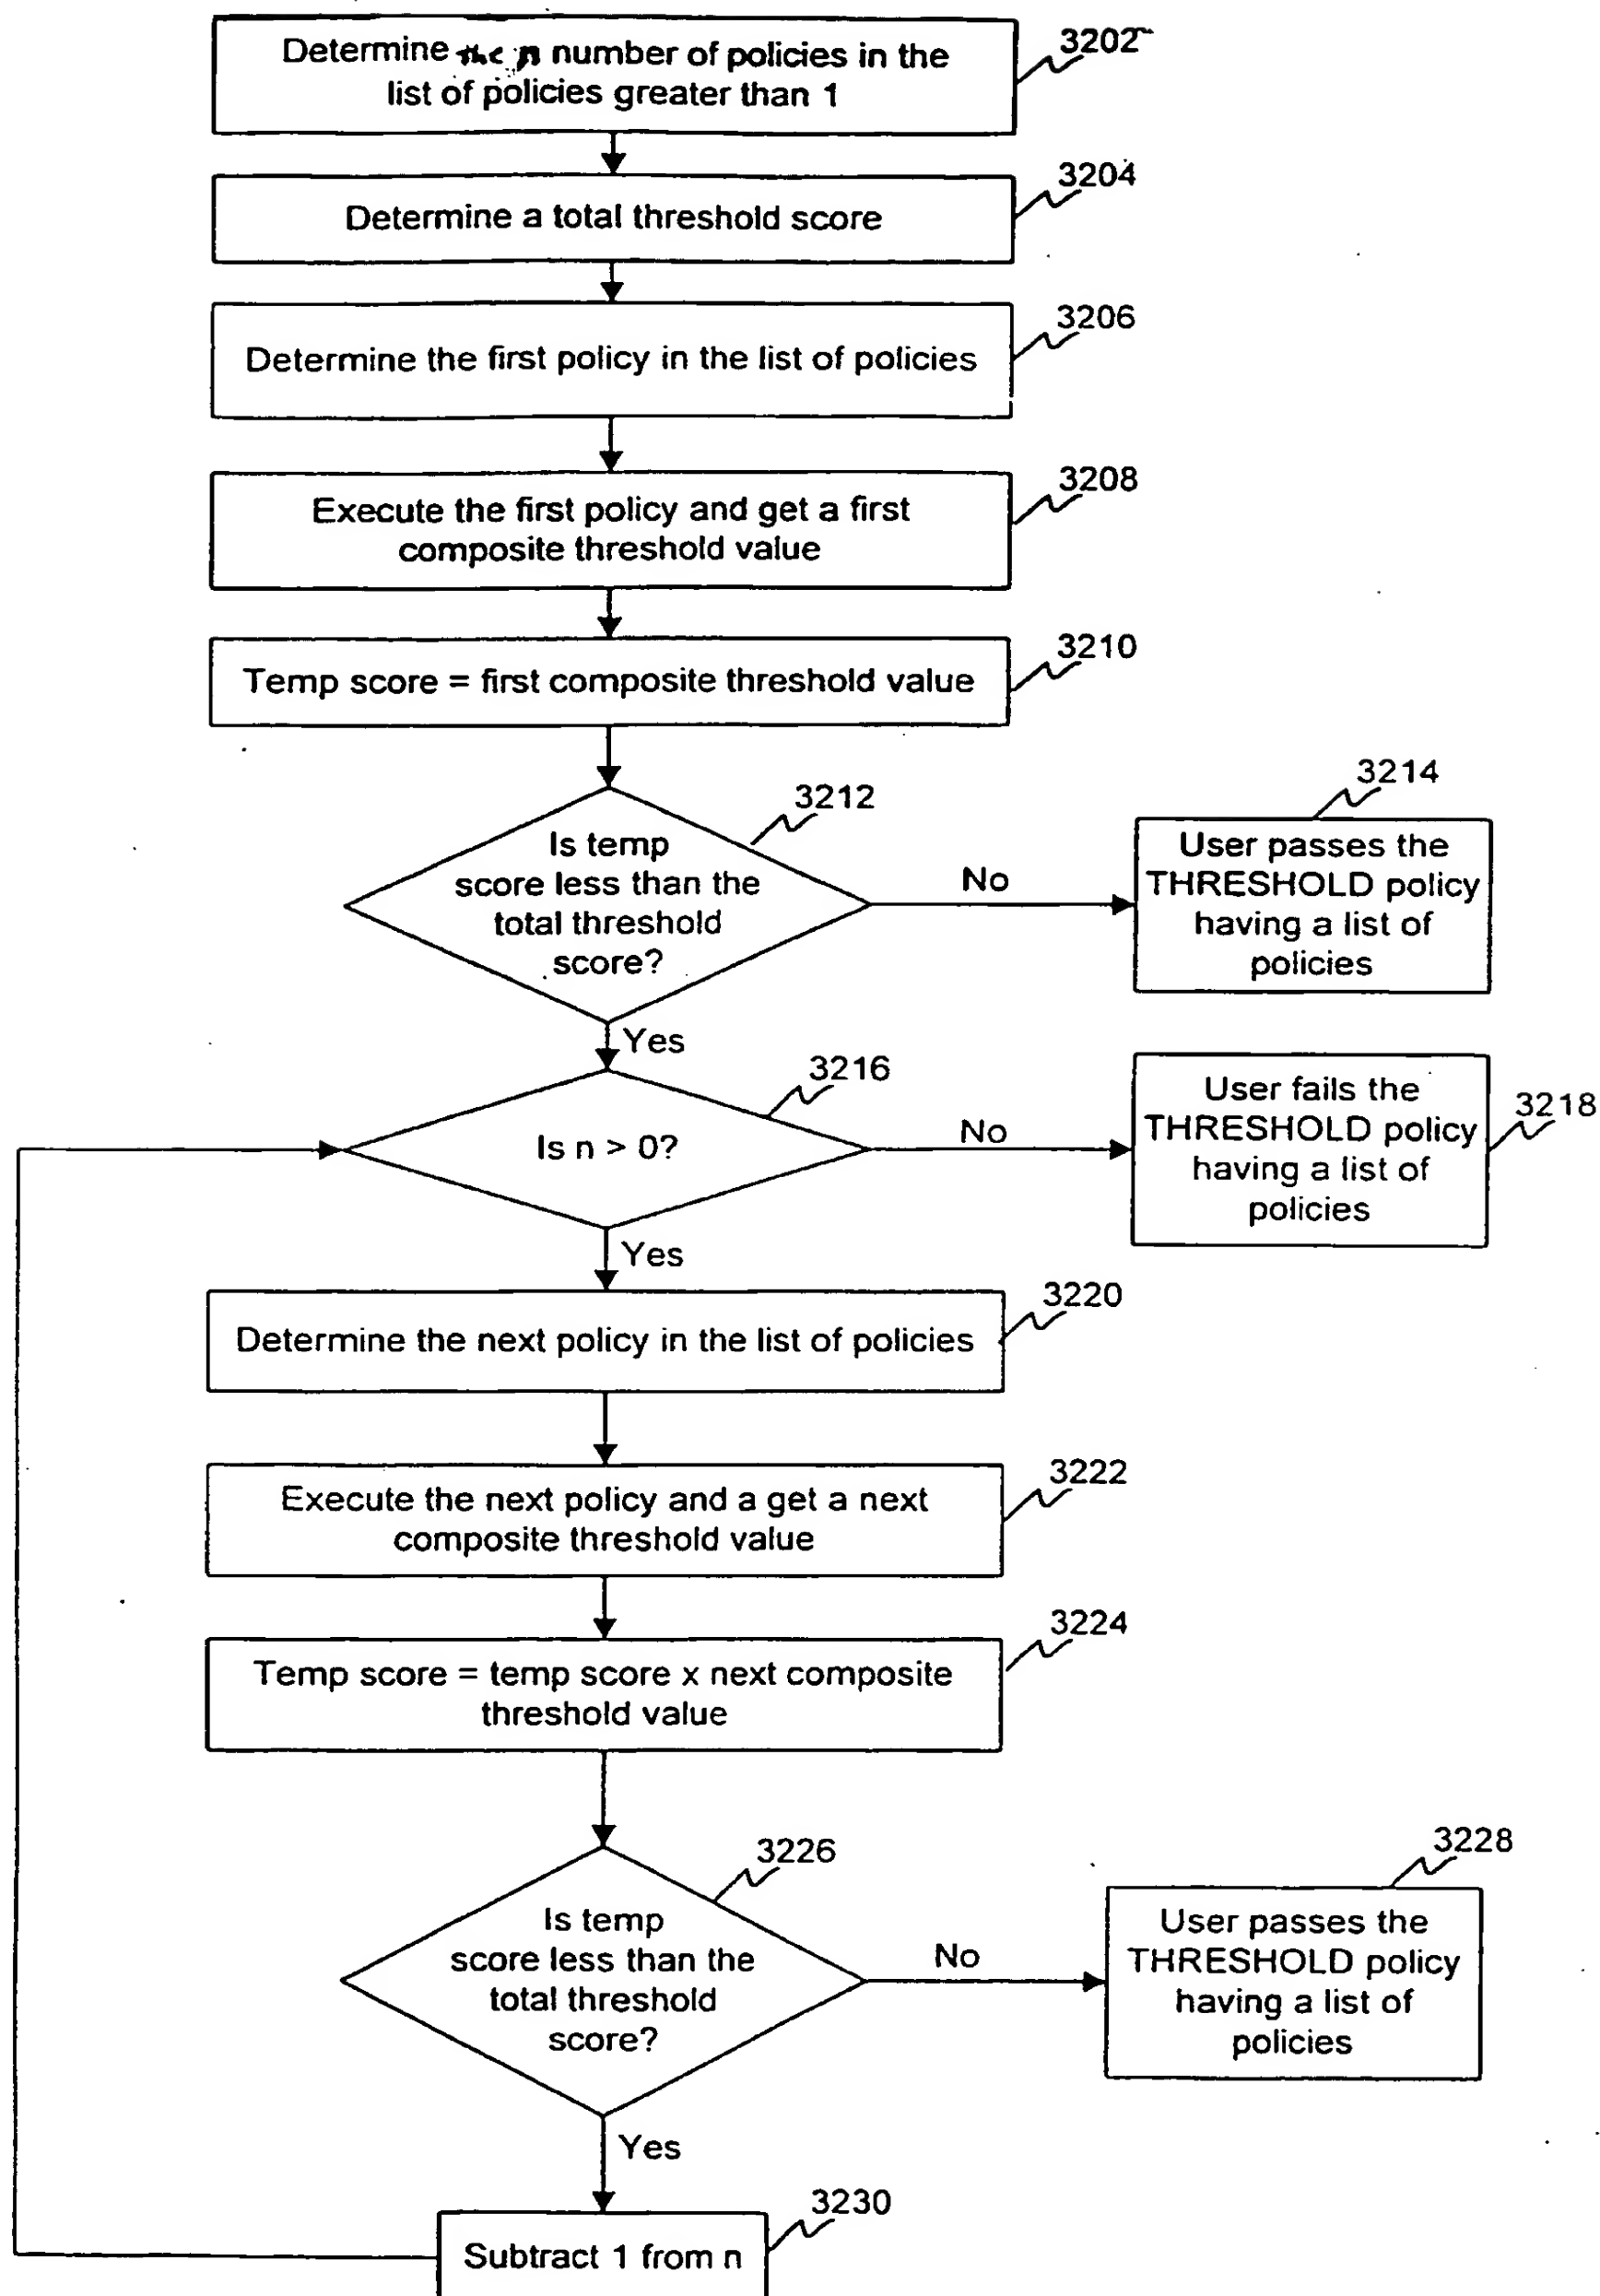 Determine the n number of policies in the
list of policies greater than 1
3202
Determine a total threshold score
3204
Determine the first policy in the list of policies
3206
Execute the first policy and get a first
composite threshold value
3208
Temp score = first composite threshold value
3210
Is temp
score less than the
total threshold
score?
3212
No
User passes the
THRESHOLD policy
having a list of
policies
3214
Yes
Is n > 0?
3216
No
User fails the
THRESHOLD policy
having a list of
policies
3218
Yes
Determine the next policy in the list of policies
3220
Execute the next policy and a get a next
composite threshold value
3222
Temp score = temp score x next composite
threshold value
3224
Is temp
score less than the
total threshold
score?
3226
No
User passes the
THRESHOLD policy
having a list of
policies
3228
Yes
Subtract 1 from n
3230